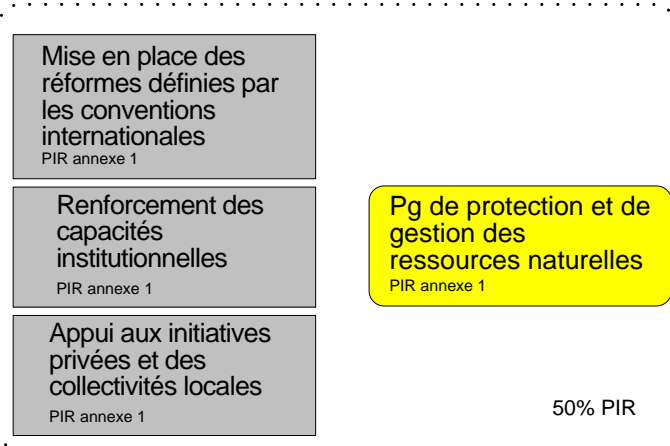 Mise en place des
réformes définies par
les conventions
internationales
PIR annexe 1
Renforcement des
capacités
institutionnelles
PIR annexe 1
Appui aux initiatives
privées et des
collectivités locales
PIR annexe 1
Pg de protection et de
gestion des
ressources naturelles
PIR annexe 1
50% PIR